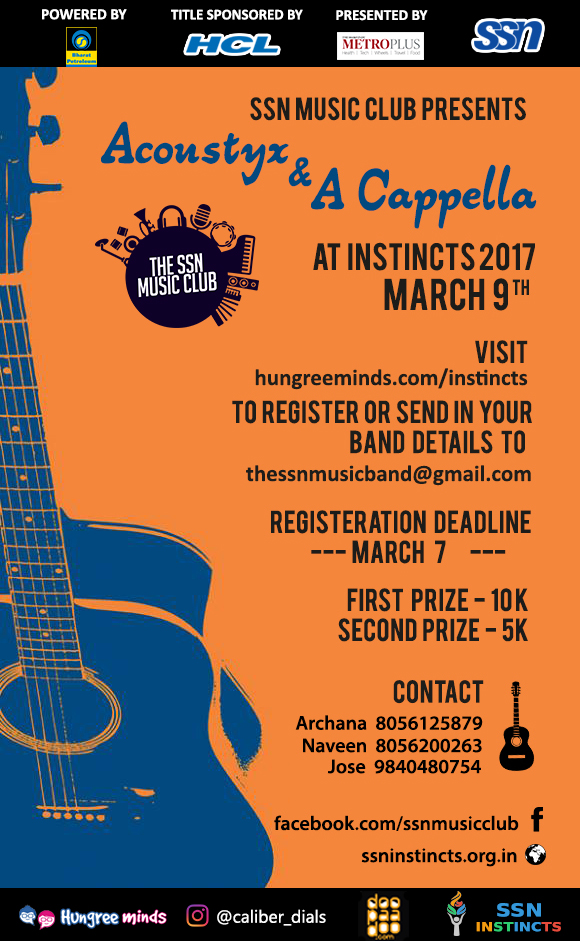 POWERED BY
TITLE SPONSORED BY
PRESENTED BY
Bharat
Petroleum
HCL
METROPLUS
ssn
SSN MUSIC CLUB PRESENTS
Acoustyx
&
A Cappella
THE SSN
MUSIC CLUB
AT INSTINCTS 2017
MARCH 9TH
VISIT
hungreeminds.com/instincts
TO REGISTER OR SEND IN YOUR
BAND DETAILS TO
thessnmusicband@gmail.com
REGISTERATION DEADLINE
--- MARCH 7 ---
FIRST PRIZE - 10K
SECOND PRIZE - 5K
CONTACT
Archana 8056125879
Naveen 8056200263
Jose 9840480754
facebook.com/ssnmusicclub
ssninstincts.org.in
Hungree minds
@caliber_dials
SSN
INSTINCTS